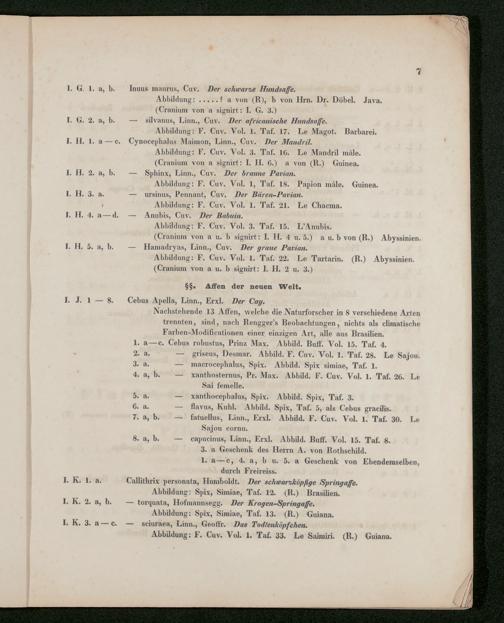 7
I. G. 1. a, b. Inuus maurus, Cuv. Der schwarze Hundsaffe.
Abbildung: .....! a von (R), b von Hrn. Dr. Döbel. Java.
(Cranium von a signirt: I. G. 3.)
I. G. 2. a, b. — silvanus, Linn., Cuv. Der africanische Hundsaffe.
Abbildung: F. Cuv. Vol. 1. Taf. 17. Le Magot. Barbarei.
I. H. 1. a—c. Cynocephalus Maimon, Linn., Cuv. Der Mandril.
Abbildung: F. Cuv. Vol. 3. Taf. 16. Le Mandril mâle.
(Cranium signirt: I. H. 6.) a von (R.) Guinea.
I. H. 2. a, b. — Sphinx, Linn., Cuv. Der braune Pavian.
Abbildung: F. Cuv. Vol. 1, Taf. 18. Papion mâle. Guinea.
I. H. 3. a. — ursinus, Pennant, Cuv. Der Bären-Pavian.
Abbildung: F. Cuv. Vol. 1. Taf. 21. Le Chacma.
I. H. 4. a—d. — Anubis, Cuv. Der Babuin.
Abbildung: F. Cuv. Vol. 3. Taf. 15. L'Anubis.
(Cranium von a u. b signirt: I. H. 4 u. 5.) a u. b von (R.) Abyssinien.
I. H. 5. a, b. — Hamadryas, Linn., Cuv. Der graue Pavian.
Abbildung: F. Cuv. Vol. 1. Taf. 22. Le Tartarin. (R.) Abyssinien.
(Cranium von a u. b signirt: I. H. 2 u. 3.)
§§. Affen der neuen Welt.
I. J. 1 — 8. Cebus Apella, Linn., Erxl. Der Cay.
Nachstehende 13 Affen, welche die Naturforscher in 8 verschiedene Arten
trennten, sind, nach Rengger's Beobachtungen, nichts als climatische
Farben-Modificationen einer einzigen Art, alle aus Brasilien.
1. a—c. Cebus robustus, Prinz Max. Abbild. Buff. Vol. 15. Taf. 4.
2. a. — griseus, Desmar. Abbild. F. Cuv. Vol. 1. Taf. 28. Le Sajou.
3. a. — macrocephalus, Spix. Abbild. Spix simiae, Taf. 1.
4. a, b. — xanthosternus, Pr. Max. Abbild. F. Cuv. Vol. 1. Taf. 26. Le
Sai femelle.
5. a. — xanthocephalus, Spix. Abbild. Spix, Taf. 3.
6. a. — flavus, Kuhl. Abbild. Spix, Taf. 5, als Cebus gracilis.
7. a, b. — fatuellus, Linn., Erxl. Abbild. F. Cuv. Vol. 1. Taf. 30. Le
Sajou cornu.
8. a, b. — capucinus, Linn., Erxl. Abbild. Buff. Vol. 15. Taf. 8.
3. a Geschenk des Herrn A. von Rothschild.
1. a—c, 4. a, b u. 5. a Geschenk von Ebendemselben,
durch Freireiss.
I. K. 1. a. Callithrix personata, Humboldt. Der schwarzköpfige Springaffe.
Abbildung: Spix, Simiae, Taf. 12. (R.) Brasilien.
I. K. 2. a, b. — torquata, Hofmannsegg. Der Kragen-Springaffe.
Abbildung: Spix, Simiae, Taf. 13. (R.) Guiana.
I. K. 3. a—c. — sciuraea, Linn., Geoffr. Das Todtenköpfchen.
Abbildung: F. Cuv. Vol. 1. Taf. 33. Le Saimiri. (R.) Guiana.